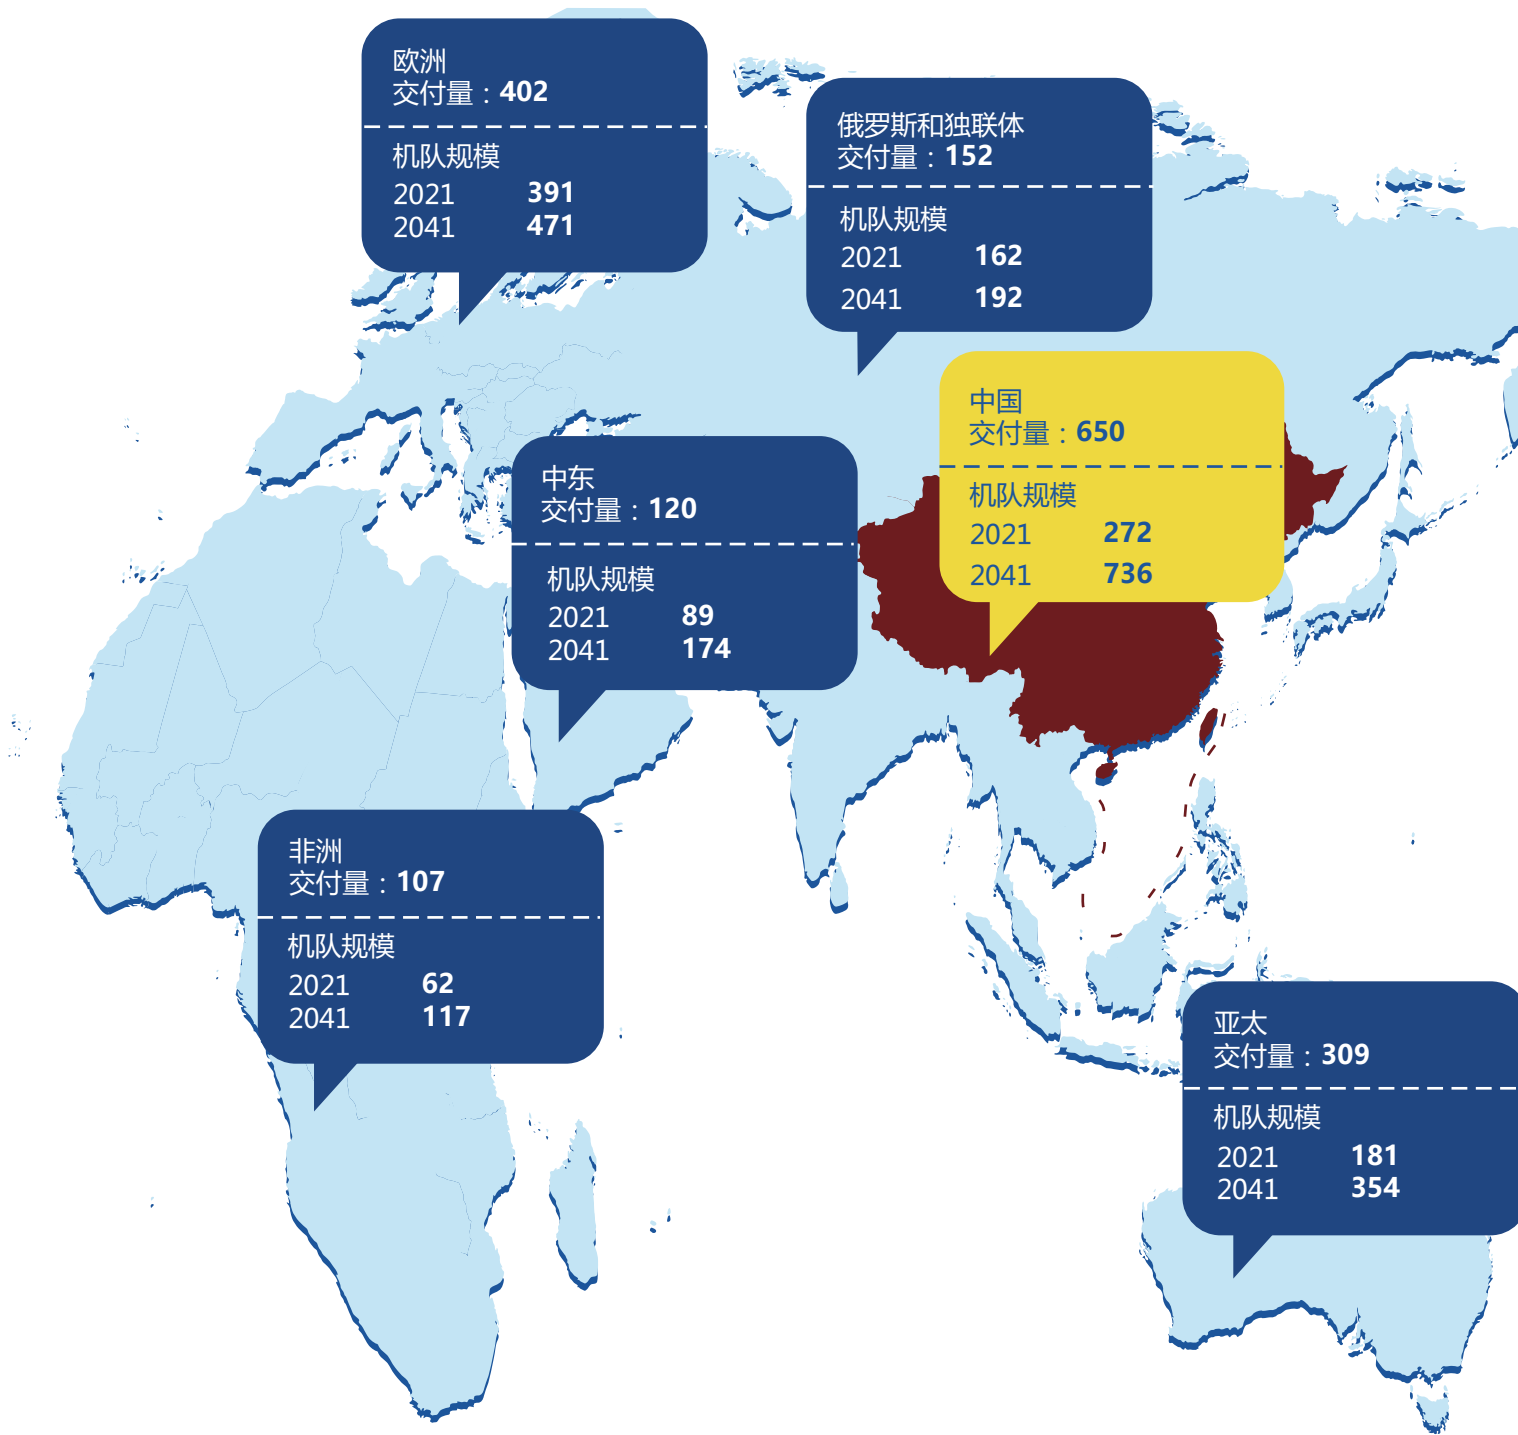 欧洲
交付量：402
机队规模
2021 391
2041 471
俄罗斯和独联体
交付量：152
机队规模
2021 162
2041 192
中国
交付量：650
机队规模
2021 272
2041 736
中东
交付量：120
机队规模
2021 89
2041 174
非洲
交付量：107
机队规模
2021 62
2041 117
亚太
交付量：309
机队规模
2021 181
2041 354